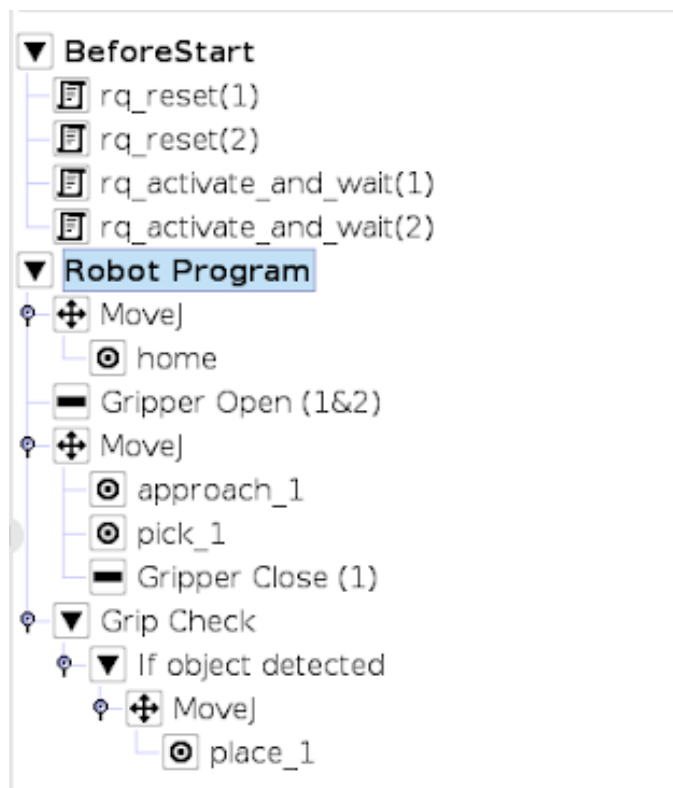 BeforeStart
rq_reset(1)
rq_reset(2)
rq_activate_and_wait(1)
rq_activate_and_wait(2)
Robot Program
MoveJ
home
Gripper Open (1&2)
MoveJ
approach_1
pick_1
Gripper Close (1)
Grip Check
If object detected
MoveJ
place_1